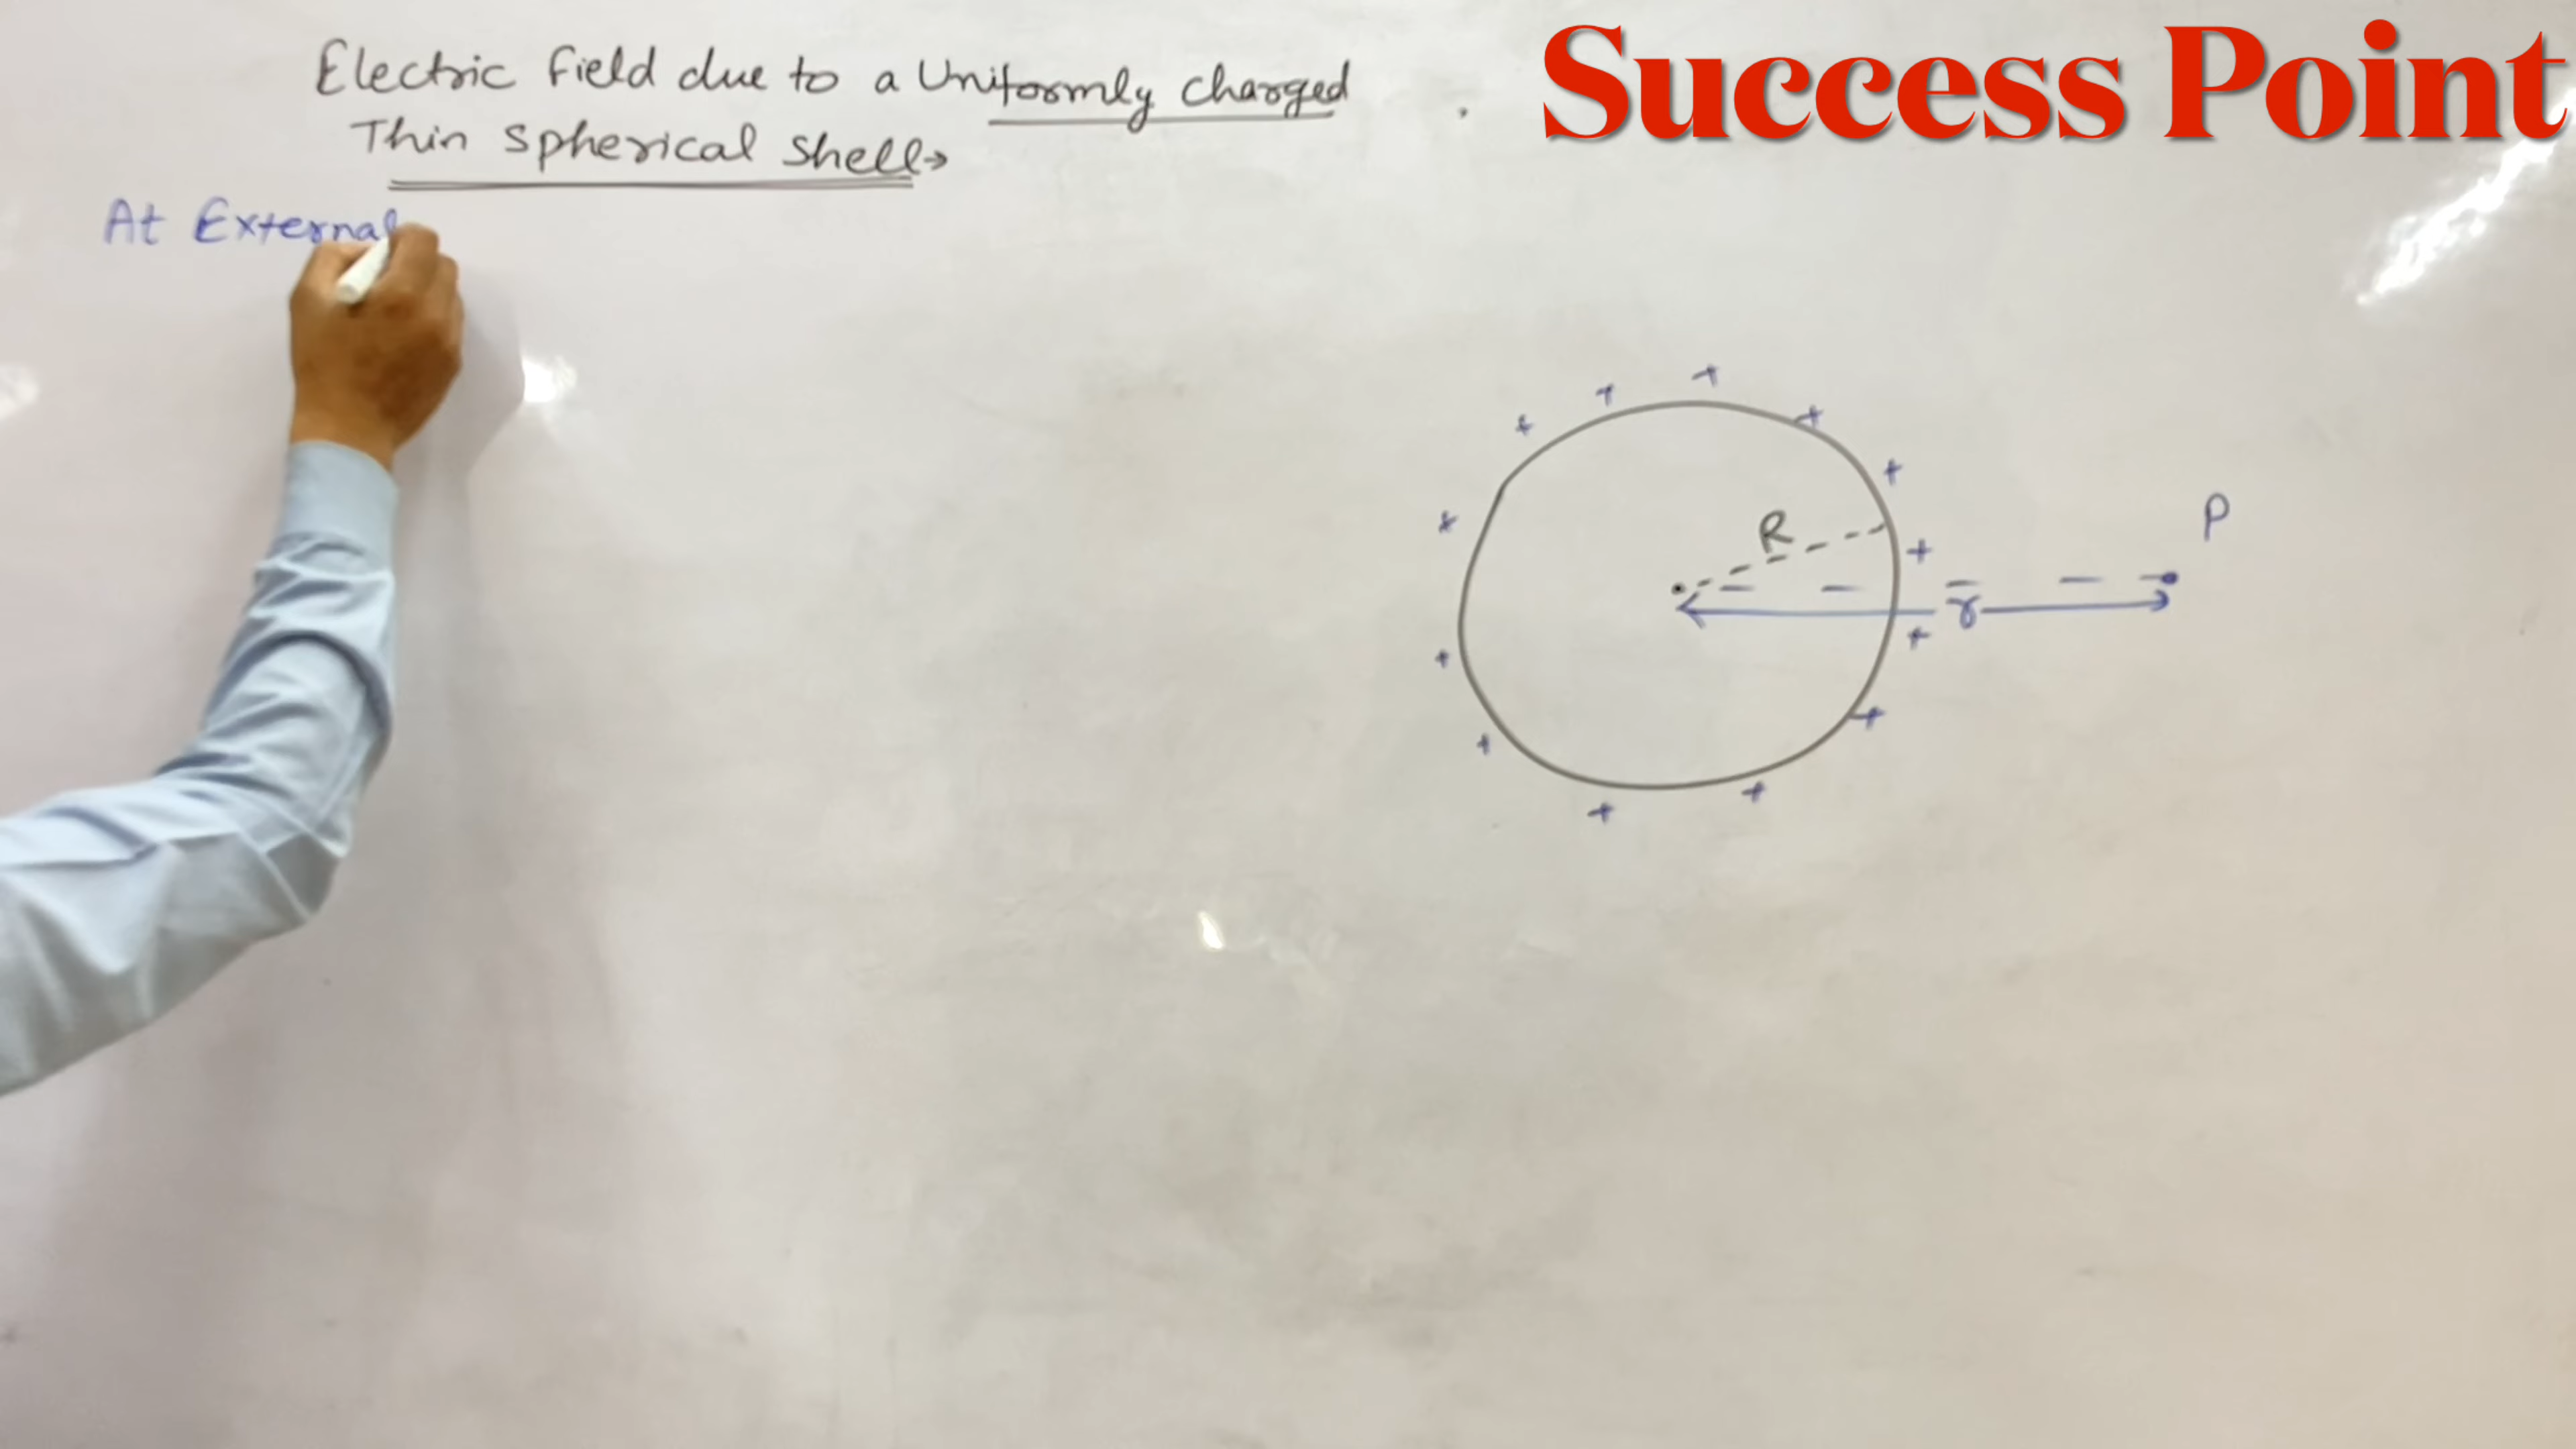 Success Point
Electric field due to a Uniformly charged
Thin spherical shell→
At External
R
P
r